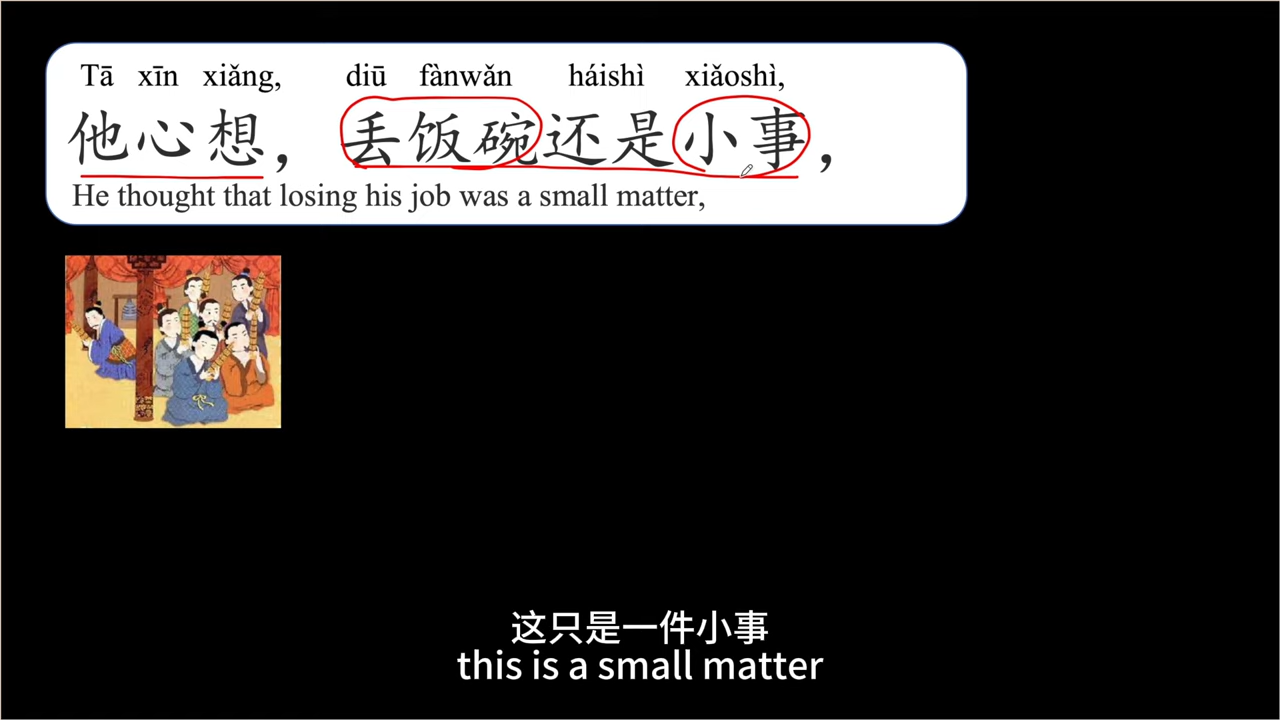 Tā xīn xiǎng, diū fànwǎn háishì xiǎoshì,
他心想，丢饭碗还是小事，
He thought that losing his job was a small matter,
这只是一件小事
this is a small matter